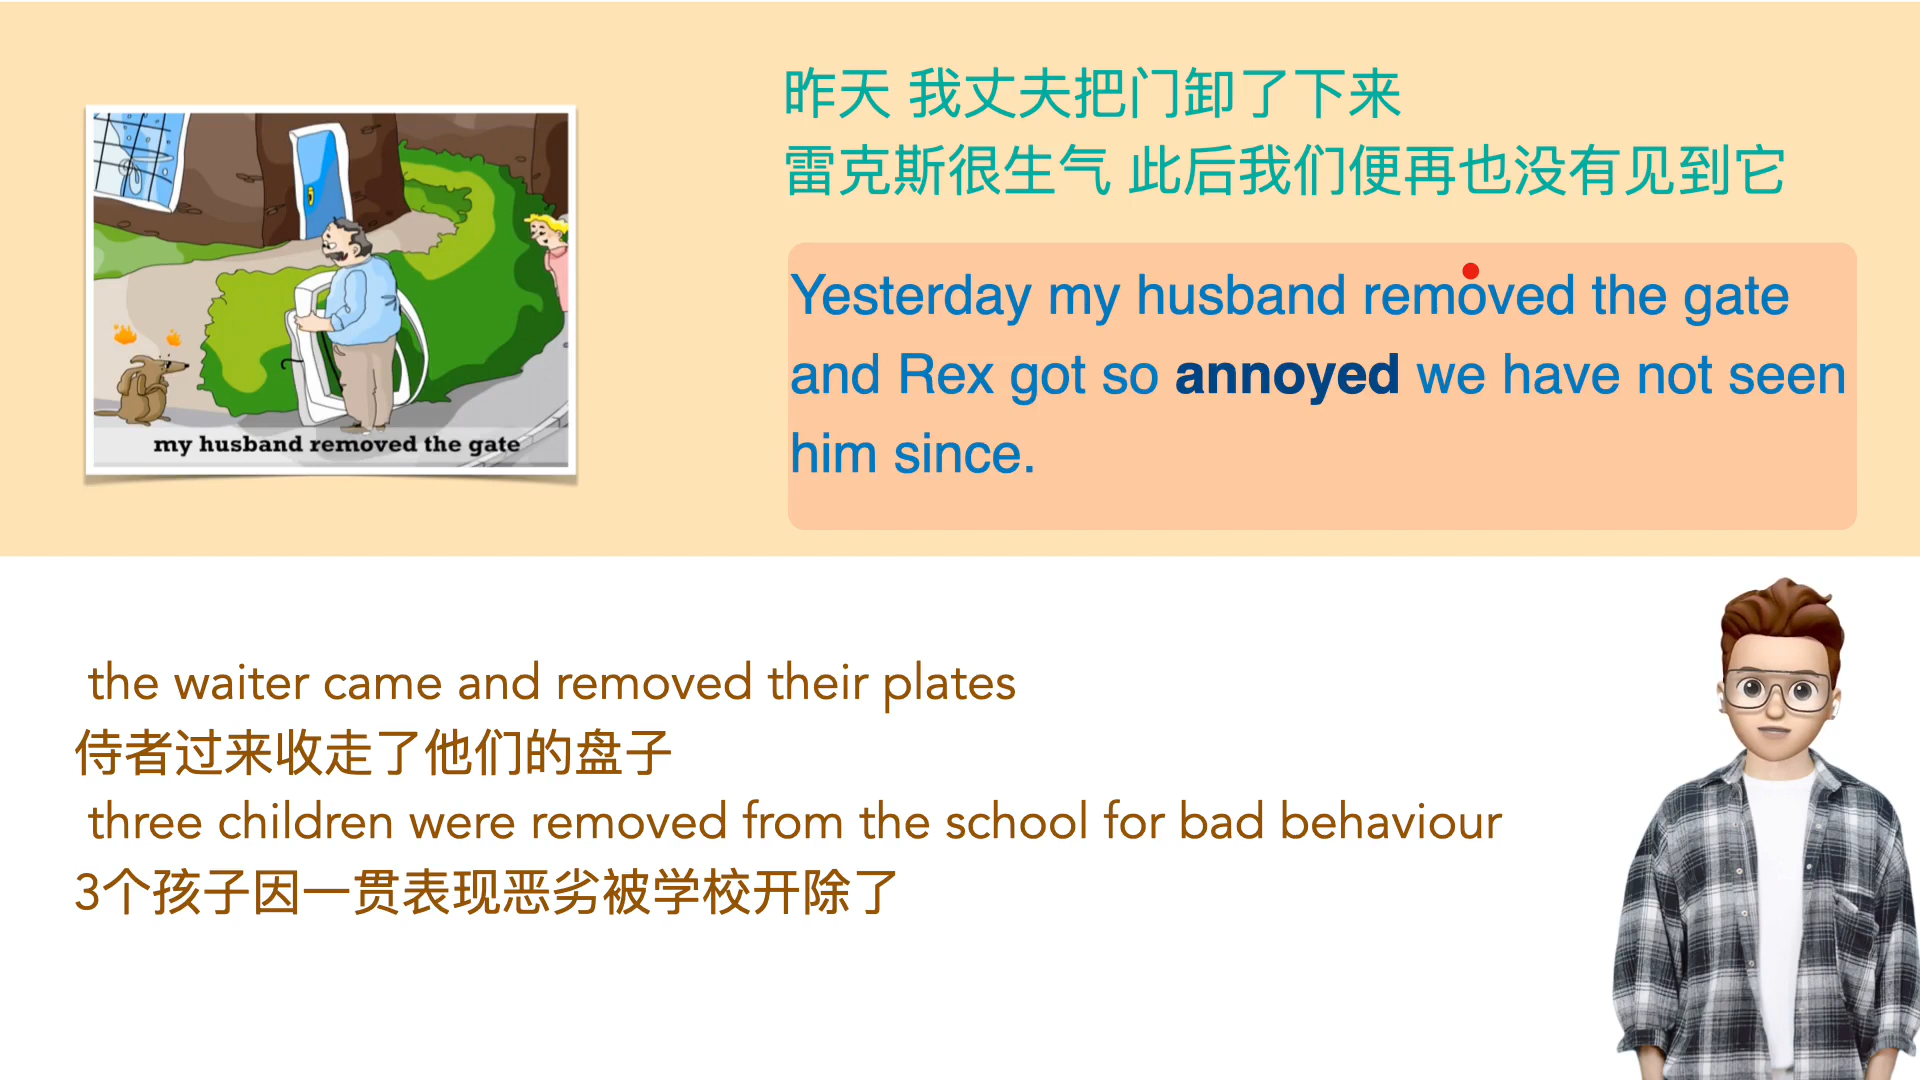 昨天 我丈夫把门卸了下来
雷克斯很生气 此后我们便再也没有见到它
Yesterday my husband removed the gate
and Rex got so annoyed we have not seen
him since.
my husband removed the gate
the waiter came and removed their plates
侍者过来收走了他们的盘子
three children were removed from the school for bad behaviour
3个孩子因一贯表现恶劣被学校开除了